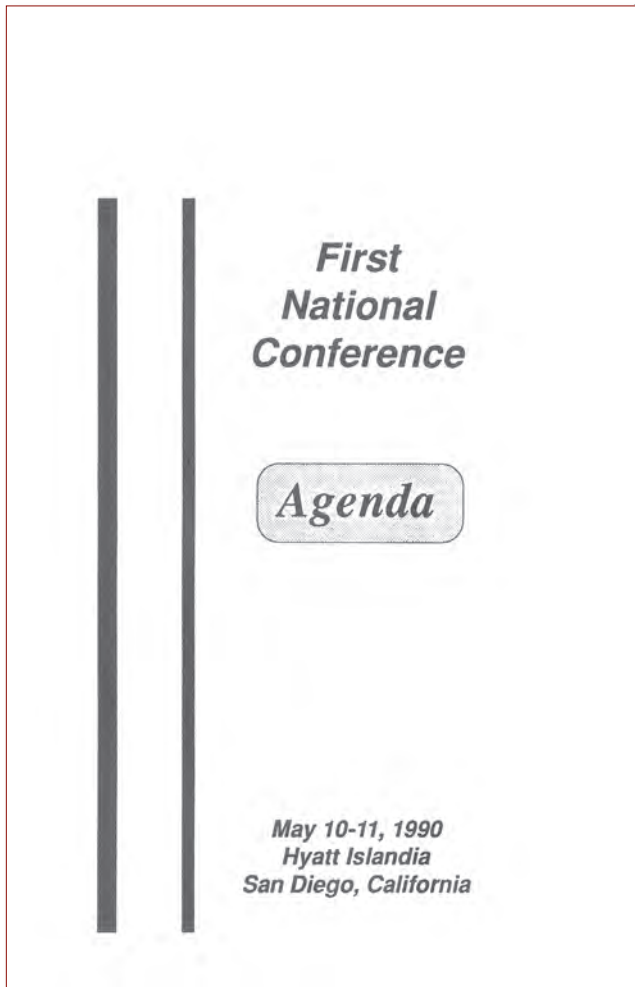 First
National
Conference
Agenda
May 10-11, 1990
Hyatt Islandia
San Diego, California